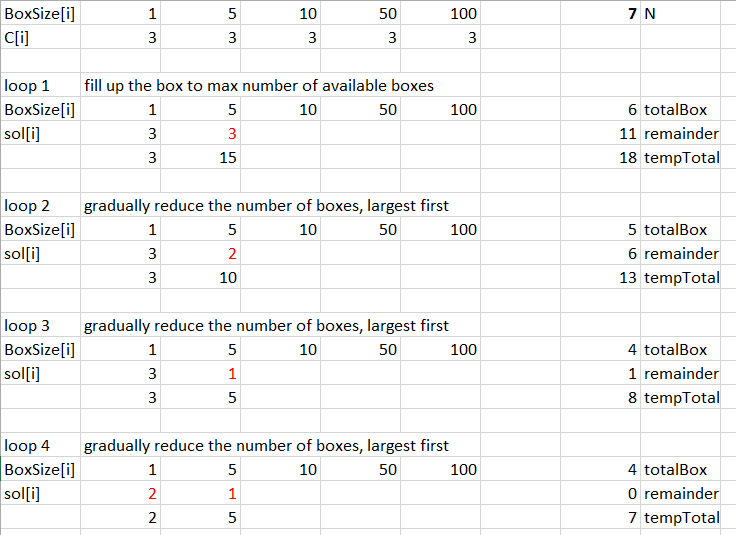 BoxSize[i] 1 5 10 50 100 7 N
C[i] 3 3 3 3 3
loop 1 fill up the box to max number of available boxes
BoxSize[i] 1 5 10 50 100 6 totalBox
sol[i] 3 3 11 remainder
3 15 18 tempTotal
loop 2 gradually reduce the number of boxes, largest first
BoxSize[i] 1 5 10 50 100 5 totalBox
sol[i] 3 2 6 remainder
3 10 13 tempTotal
loop 3 gradually reduce the number of boxes, largest first
BoxSize[i] 1 5 10 50 100 4 totalBox
sol[i] 3 1 1 remainder
3 5 8 tempTotal
loop 4 gradually reduce the number of boxes, largest first
BoxSize[i] 1 5 10 50 100 4 totalBox
sol[i] 2 1 0 remainder
2 5 7 tempTotal